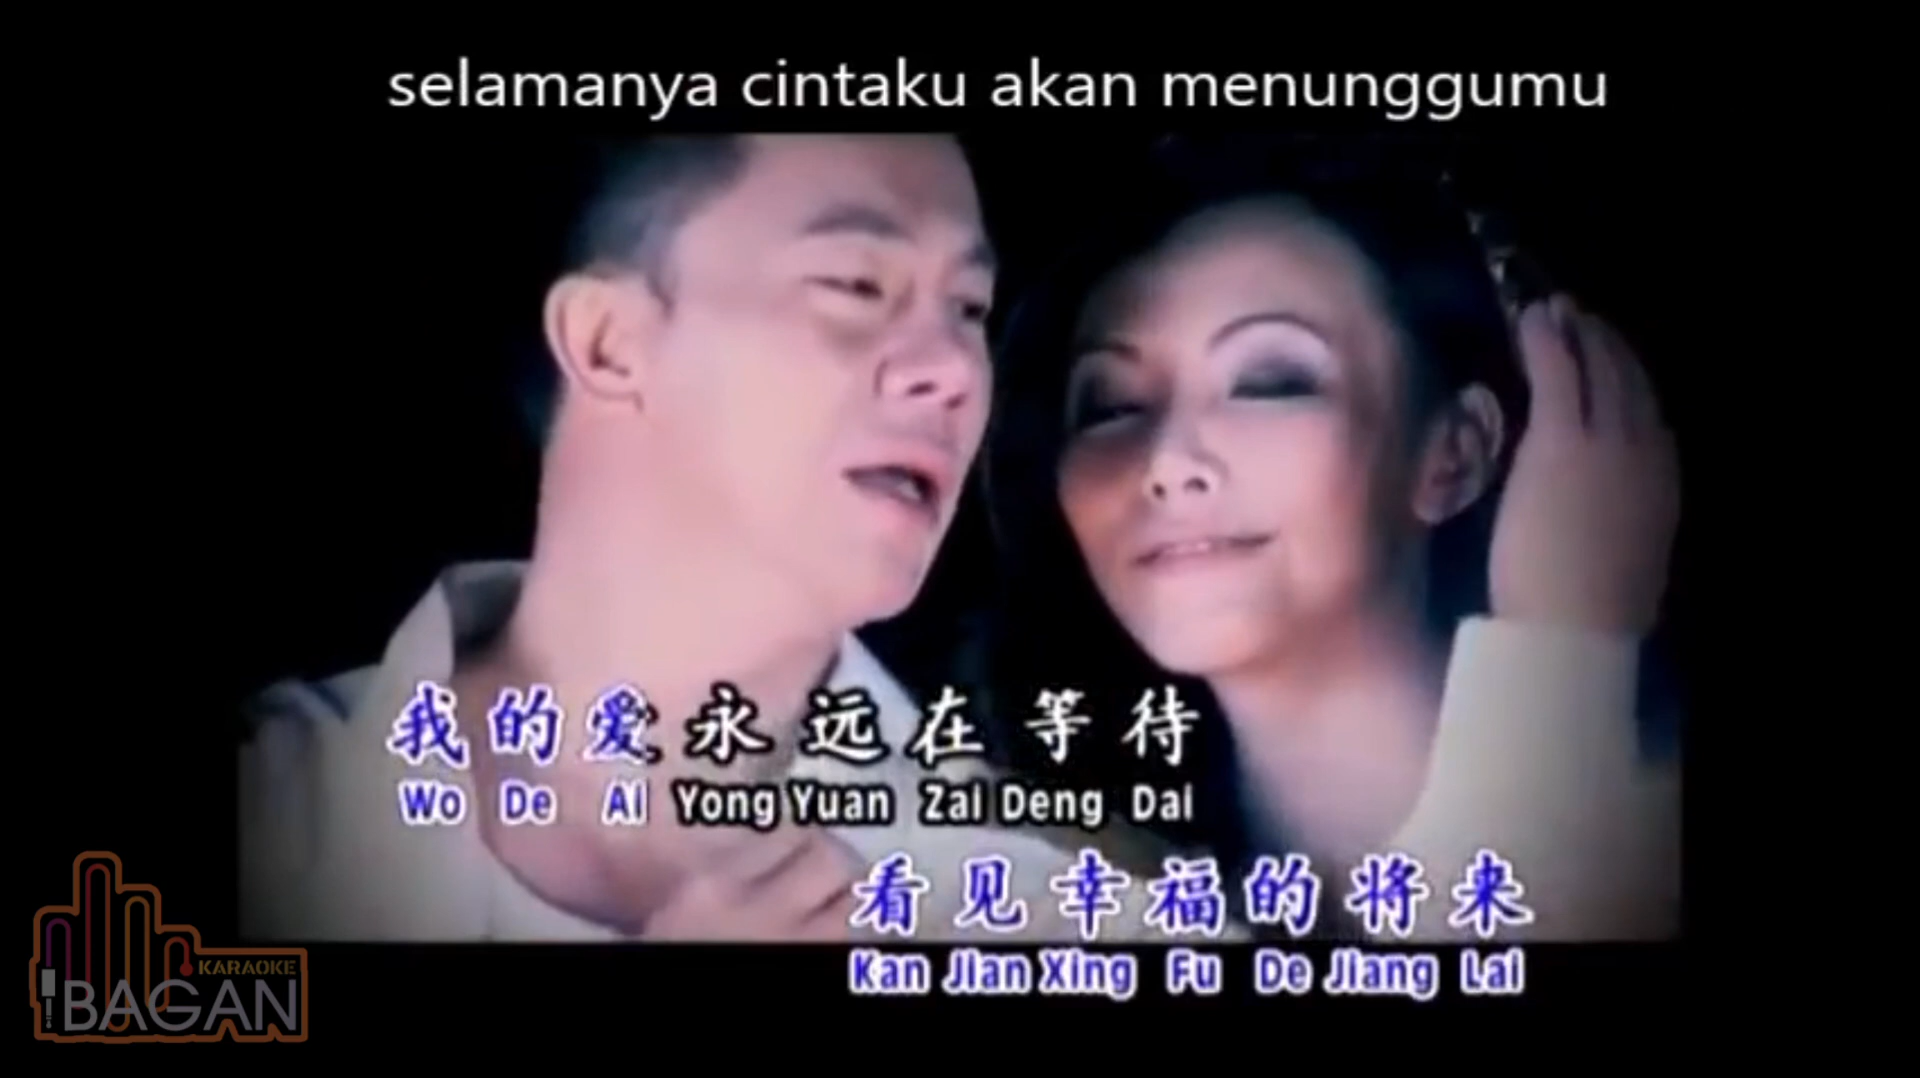 selamanya cintaku akan menunggumu
我的爱永远在等待
Wo De Ai Yong Yuan Zai Deng Dai
看见幸福的将来
Kan Jian Xing Fu De Jiang Lai
KARAOKE
BAGAN